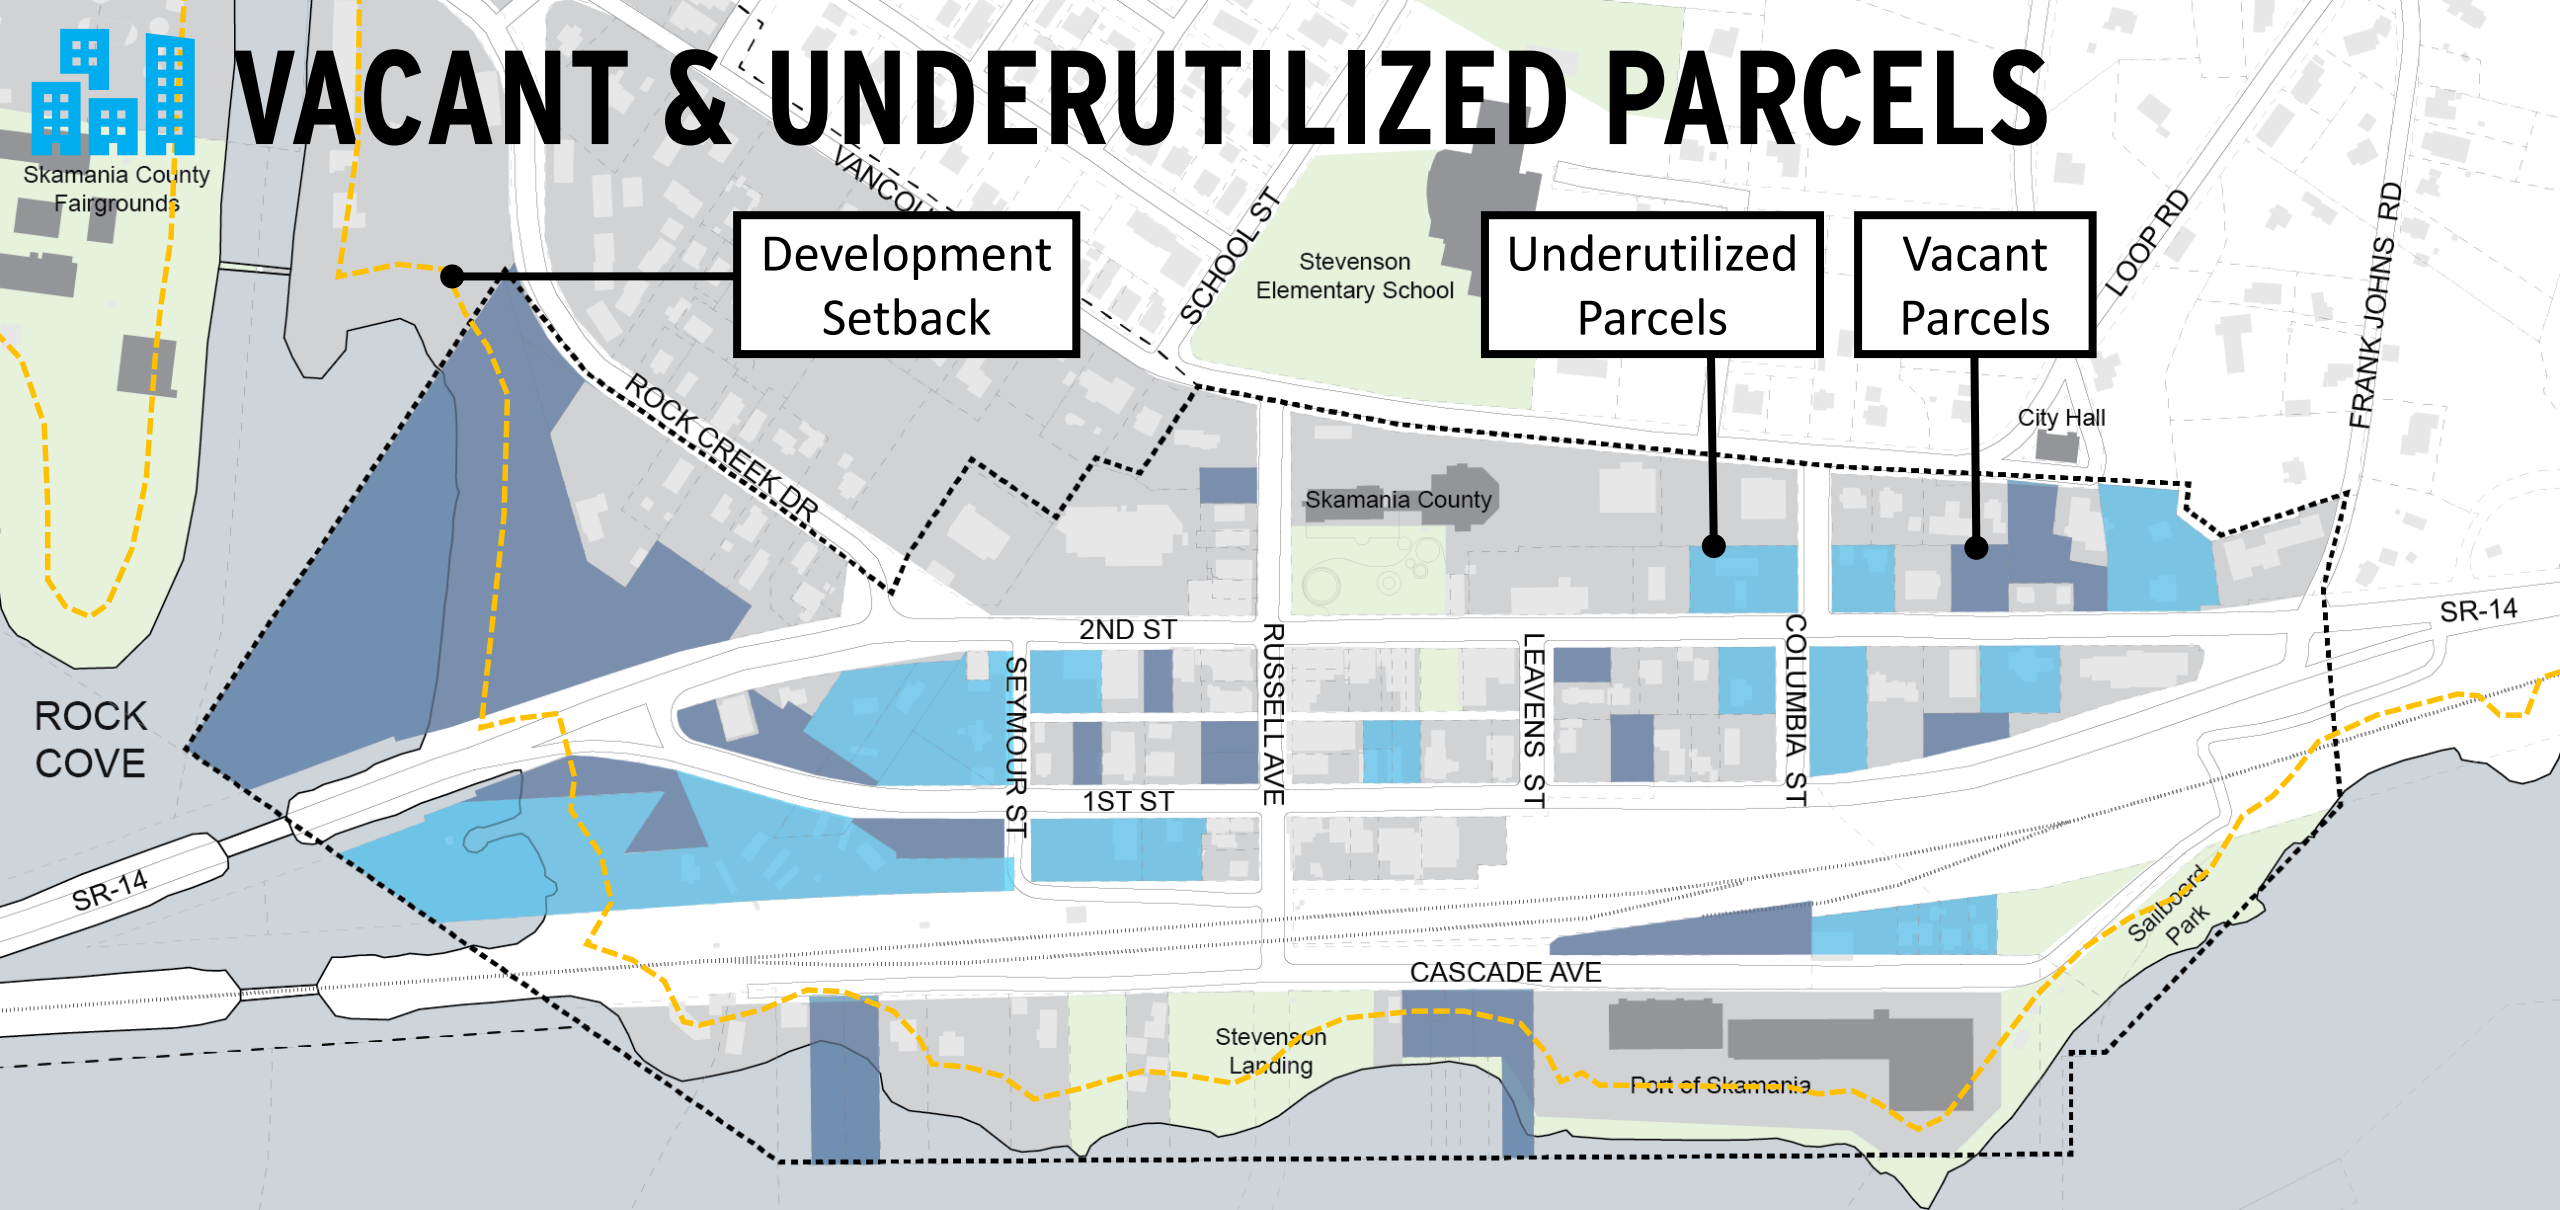 VACANT & UNDERUTILIZED PARCELS
Skamania County
Fairgrounds
VANCOU
Development
Setback
SCHOOL ST
Stevenson
Elementary School
Underutilized
Parcels
Vacant
Parcels
LOOP RD
FRANK JOHNS RD
City Hall
ROCK CREEK DR
Skamania County
SR-14
2ND ST
RUSSELL AVE
SEYMOUR ST
LEAVENS ST
COLUMBIA ST
ROCK
COVE
1ST ST
SR-14
Sailboard
Park
CASCADE AVE
Stevenson
Landing
Port of Skamania